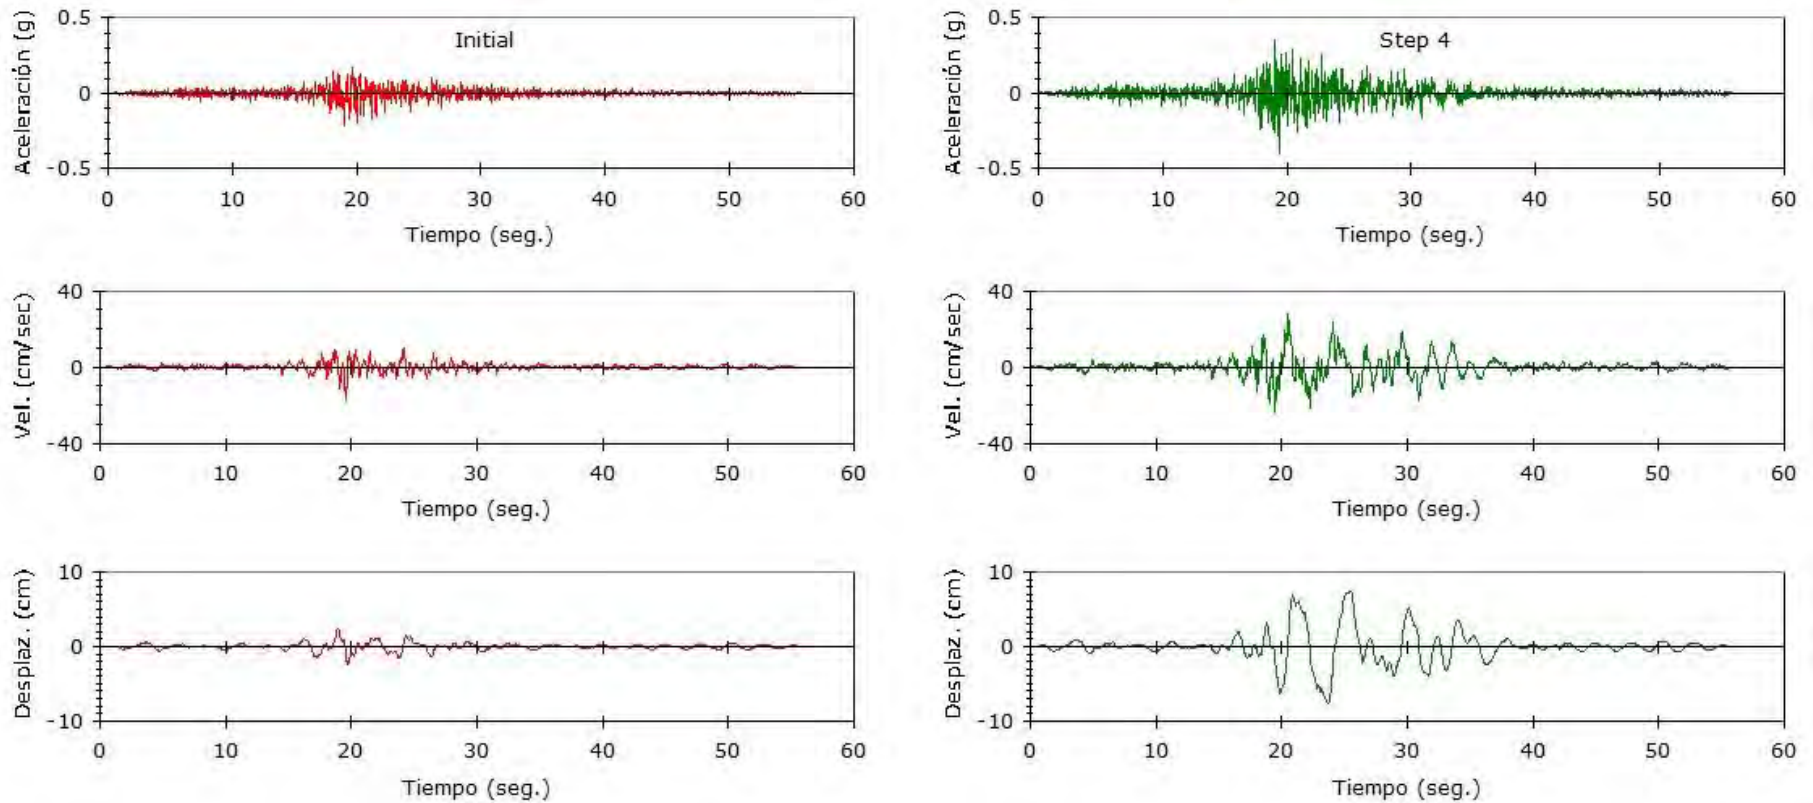 Aceleración (g)
0.5
0
-0.5
Initial
0 10 20 30 40 50 60
Tiempo (seg.)
Aceleración (g)
0.5
0
-0.5
Step 4
0 10 20 30 40 50 60
Tiempo (seg.)
Vel. (cm/sec)
40
0
-40
0 10 20 30 40 50 60
Tiempo (seg.)
Vel. (cm/sec)
40
0
-40
0 10 20 30 40 50 60
Tiempo (seg.)
Desplaz. (cm)
10
0
-10
0 10 20 30 40 50 60
Tiempo (seg.)
Desplaz. (cm)
10
0
-10
0 10 20 30 40 50 60
Tiempo (seg.)